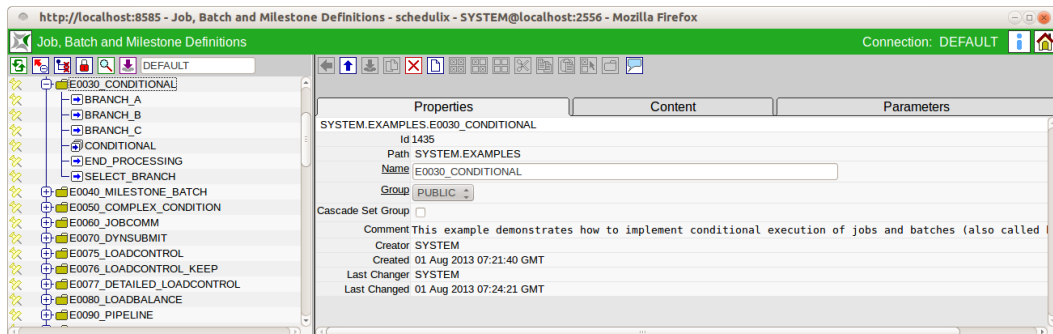 http://localhost:8585 - Job, Batch and Milestone Definitions - schedulix - SYSTEM@localhost:2556 - Mozilla Firefox
Job, Batch and Milestone Definitions
Connection: DEFAULT
DEFAULT
E0030_CONDITIONAL
BRANCH_A
BRANCH_B
BRANCH_C
CONDITIONAL
END_PROCESSING
SELECT_BRANCH
E0040_MILESTONE_BATCH
E0050_COMPLEX_CONDITION
E0060_JOBCOMM
E0070_DYNSUBMIT
E0075_LOADCONTROL
E0076_LOADCONTROL_KEEP
E0077_DETAILED_LOADCONTROL
E0080_LOADBALANCE
E0090_PIPELINE
Properties Content Parameters
SYSTEM.EXAMPLES.E0030_CONDITIONAL
Id 1435
Path SYSTEM.EXAMPLES
Name E0030_CONDITIONAL
Group PUBLIC
Cascade Set Group
Comment This example demonstrates how to implement conditional execution of jobs and batches (also called
Creator SYSTEM
Created 01 Aug 2013 07:21:40 GMT
Last Changer SYSTEM
Last Changed 01 Aug 2013 07:24:21 GMT